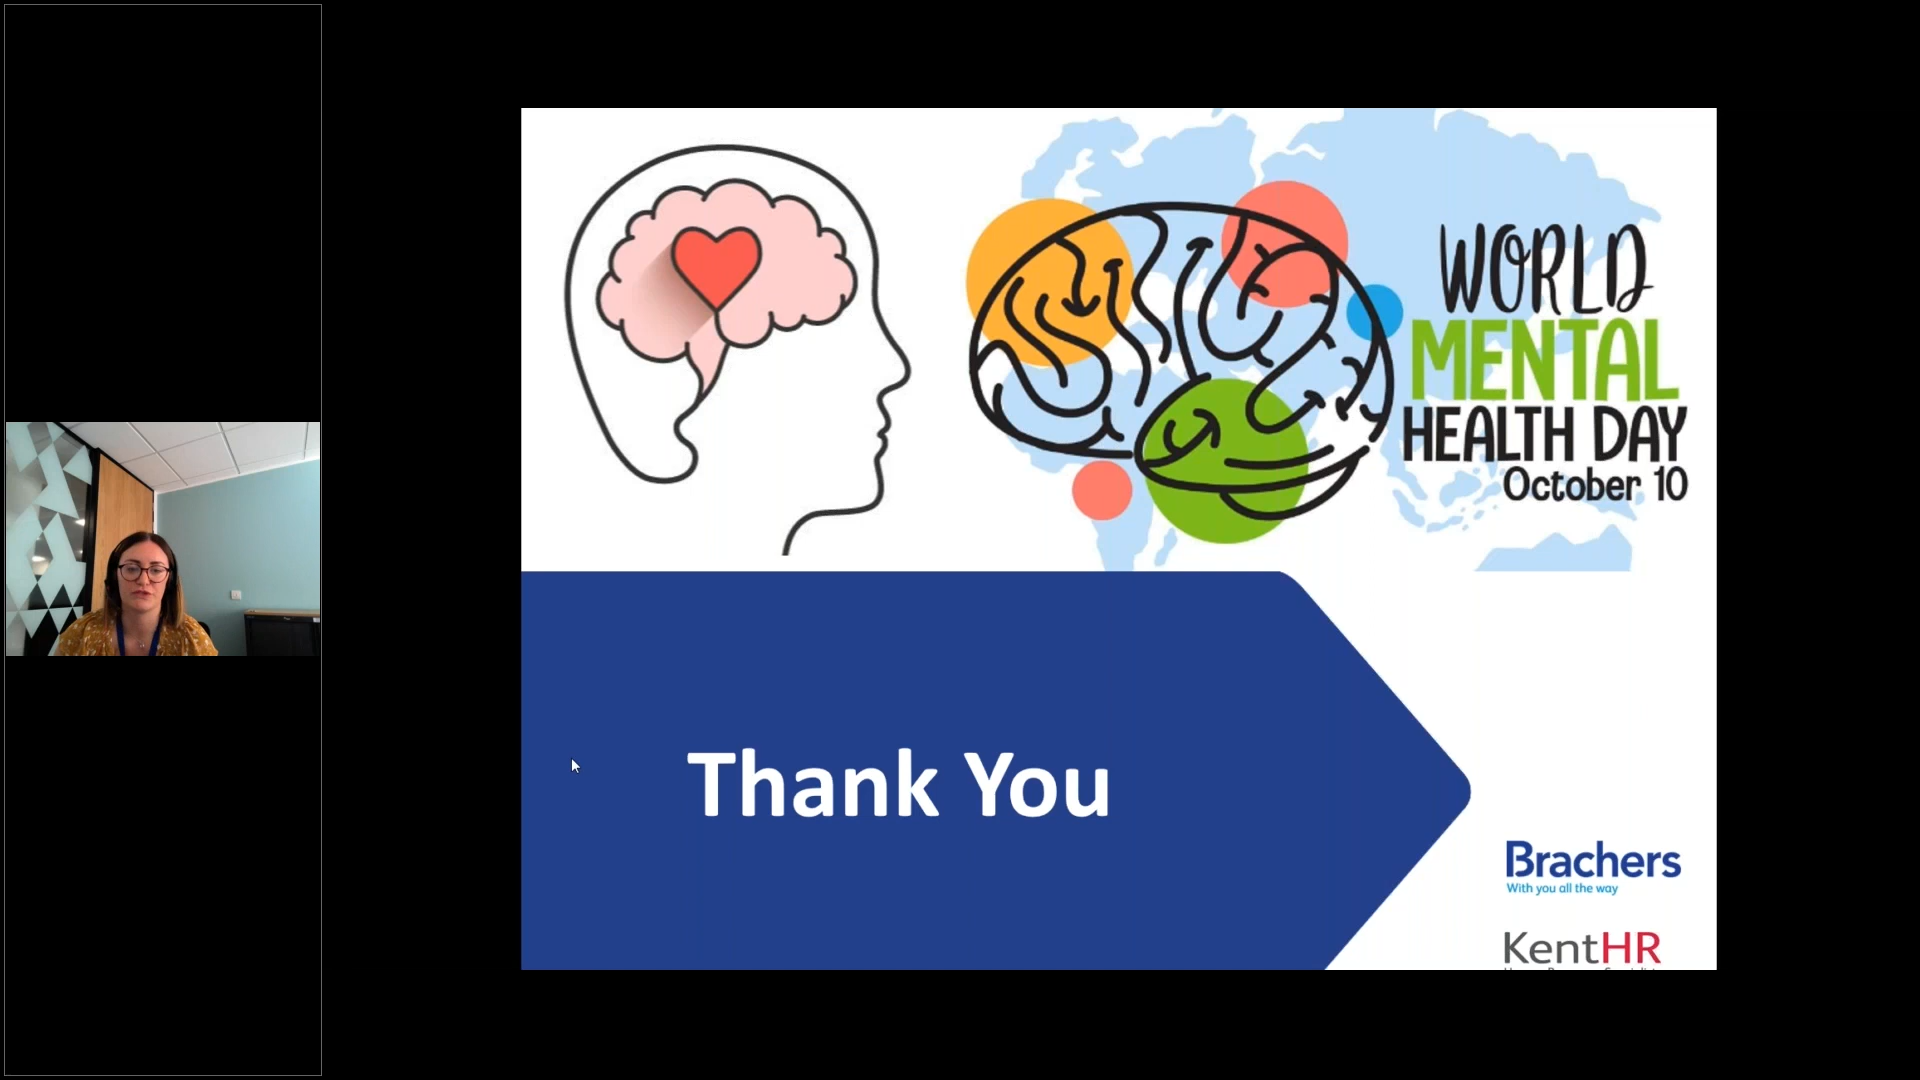 WORLD
MENTAL
HEALTH DAY
October 10
Thank You
Brachers
With you all the way
KentHR